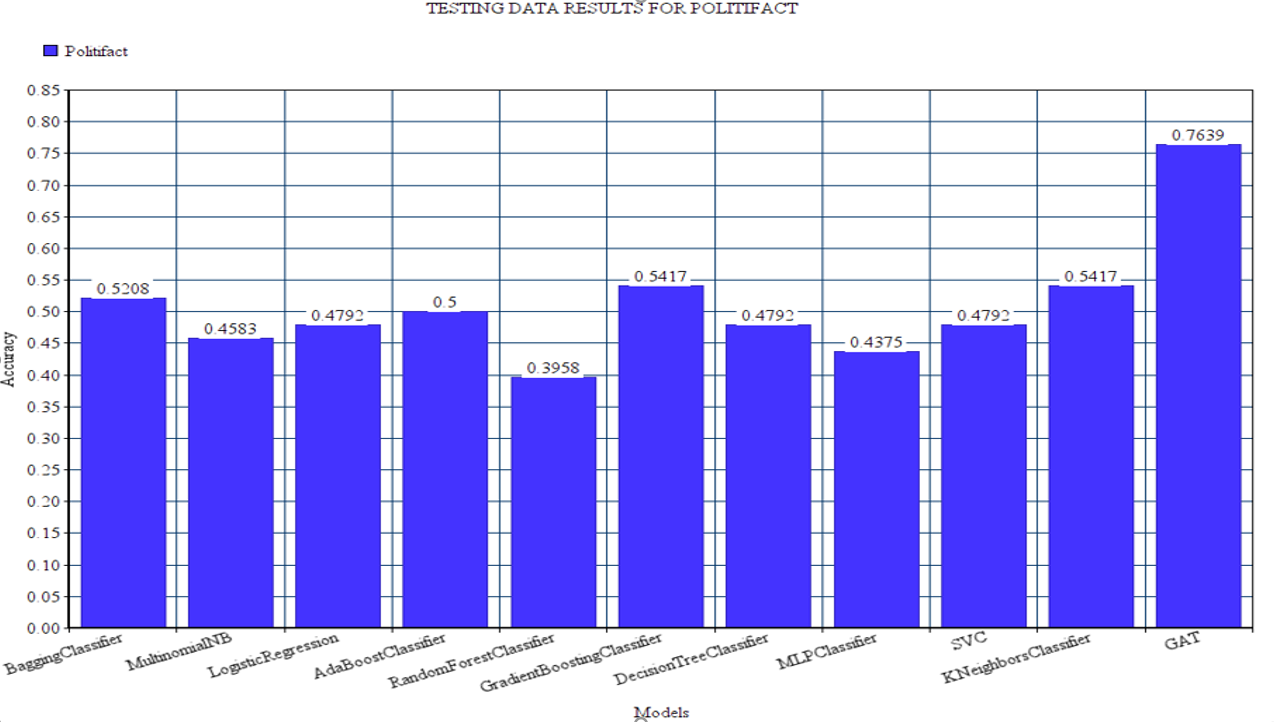 TESTING DATA RESULTS FOR POLITIFACT
Politifact
0.85
0.80
0.75
0.70
0.65
0.60
0.55
0.50
0.45
0.40
0.35
0.30
0.25
0.20
0.15
0.10
0.05
0.00
Accuracy
0.5208
0.4583
0.4792
0.5
0.3958
0.5417
0.4792
0.4375
0.4792
0.5417
0.7639
BaggingClassifier
MultinomialNB
LogisticRegression
AdaBoostClassifier
RandomForestClassifier
GradientBoostingClassifier
DecisionTreeClassifier
MLPClassifier
SVC
KNeighborsClassifier
GAT
Models